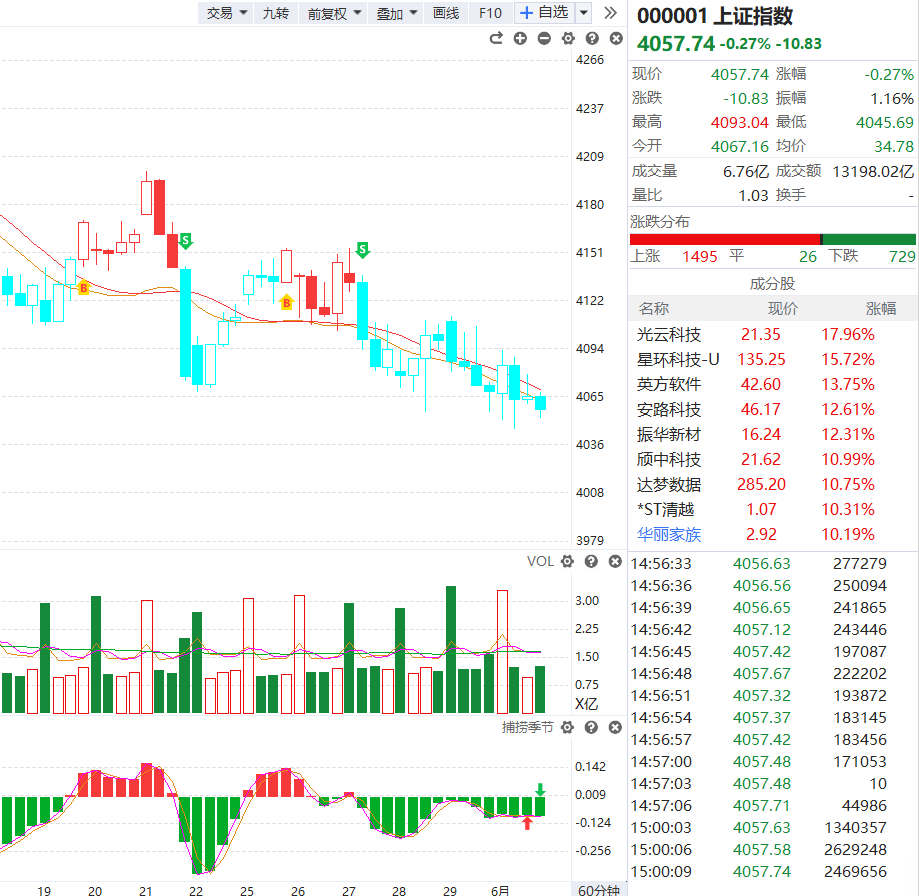 交易 九转 前复权 叠加 画线 F10 + 自选
000001 上证指数
4057.74 -0.27% -10.83
现价 4057.74 涨幅 -0.27%
涨跌 -10.83 振幅 1.16%
最高 4093.04 最低 4045.69
今开 4067.16 均价 34.78
成交量 6.76亿 成交额 13198.02亿
量比 1.03 换手 -
涨跌分布
上涨 1495 平 26 下跌 729
成分股
名称 现价 涨幅
光云科技 21.35 17.96%
星环科技-U 135.25 15.72%
英方软件 42.60 13.75%
安路科技 46.17 12.61%
振华新材 16.24 12.31%
颀中科技 21.62 10.99%
达梦数据 285.20 10.75%
*ST清越 1.07 10.31%
华丽家族 2.92 10.19%
14:56:33 4056.63 277279
14:56:36 4056.56 250094
14:56:39 4056.65 241865
14:56:42 4057.12 243446
14:56:45 4057.42 197087
14:56:48 4057.67 222202
14:56:51 4057.32 193872
14:56:54 4057.37 183145
14:56:57 4057.42 183456
14:57:00 4057.48 171053
14:57:03 4057.48 10
14:57:06 4057.71 44986
15:00:03 4057.63 1340357
15:00:06 4057.58 2629248
15:00:09 4057.74 2469656
4266
4237
4209
4180
4151
4122
4094
4065
4036
4008
3979
S
S
B
B
VOL
3.00
2.25
1.50
0.75
X亿
捕捞季节
0.142
0.009
-0.124
-0.256
19 20 21 22 25 26 27 28 29 6月 60分钟